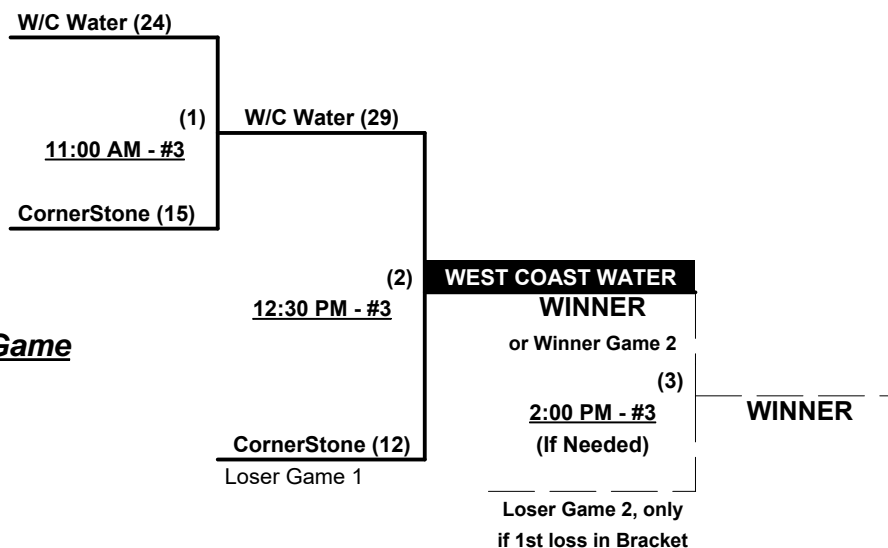 W/C Water (24)
(1)
W/C Water (29)
11:00 AM - #3
CornerStone (15)
(2)
WEST COAST WATER
12:30 PM - #3
WINNER
or Winner Game 2
Game
(3)
2:00 PM - #3
WINNER
(If Needed)
CornerStone (12)
Loser Game 1
Loser Game 2, only
if 1st loss in Bracket